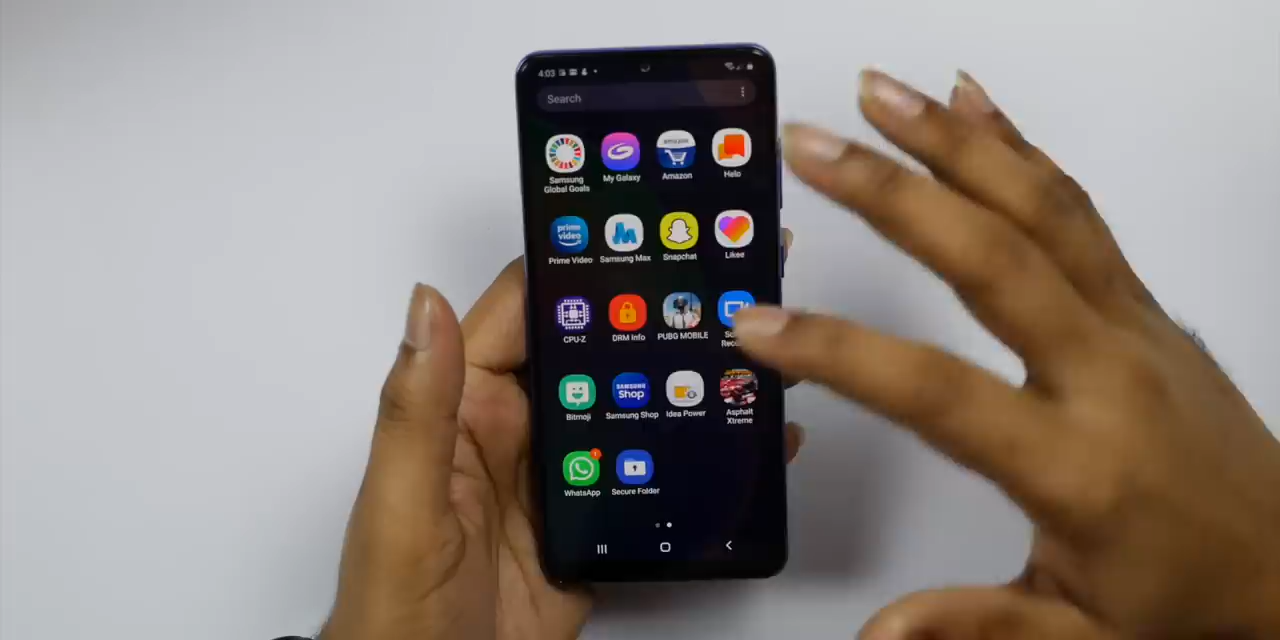 4:03
Search
Samsung
Global Goals
My Galaxy
amazon
Amazon
Helo
prime
video
Prime Video
Samsung Max
Snapchat
Likee
CPU-Z
DRM Info
PUBG MOBILE
Bitmoji
SAMSUNG
Shop
Samsung Shop
Idea Power
Asphalt
Xtreme
WhatsApp
Secure Folder